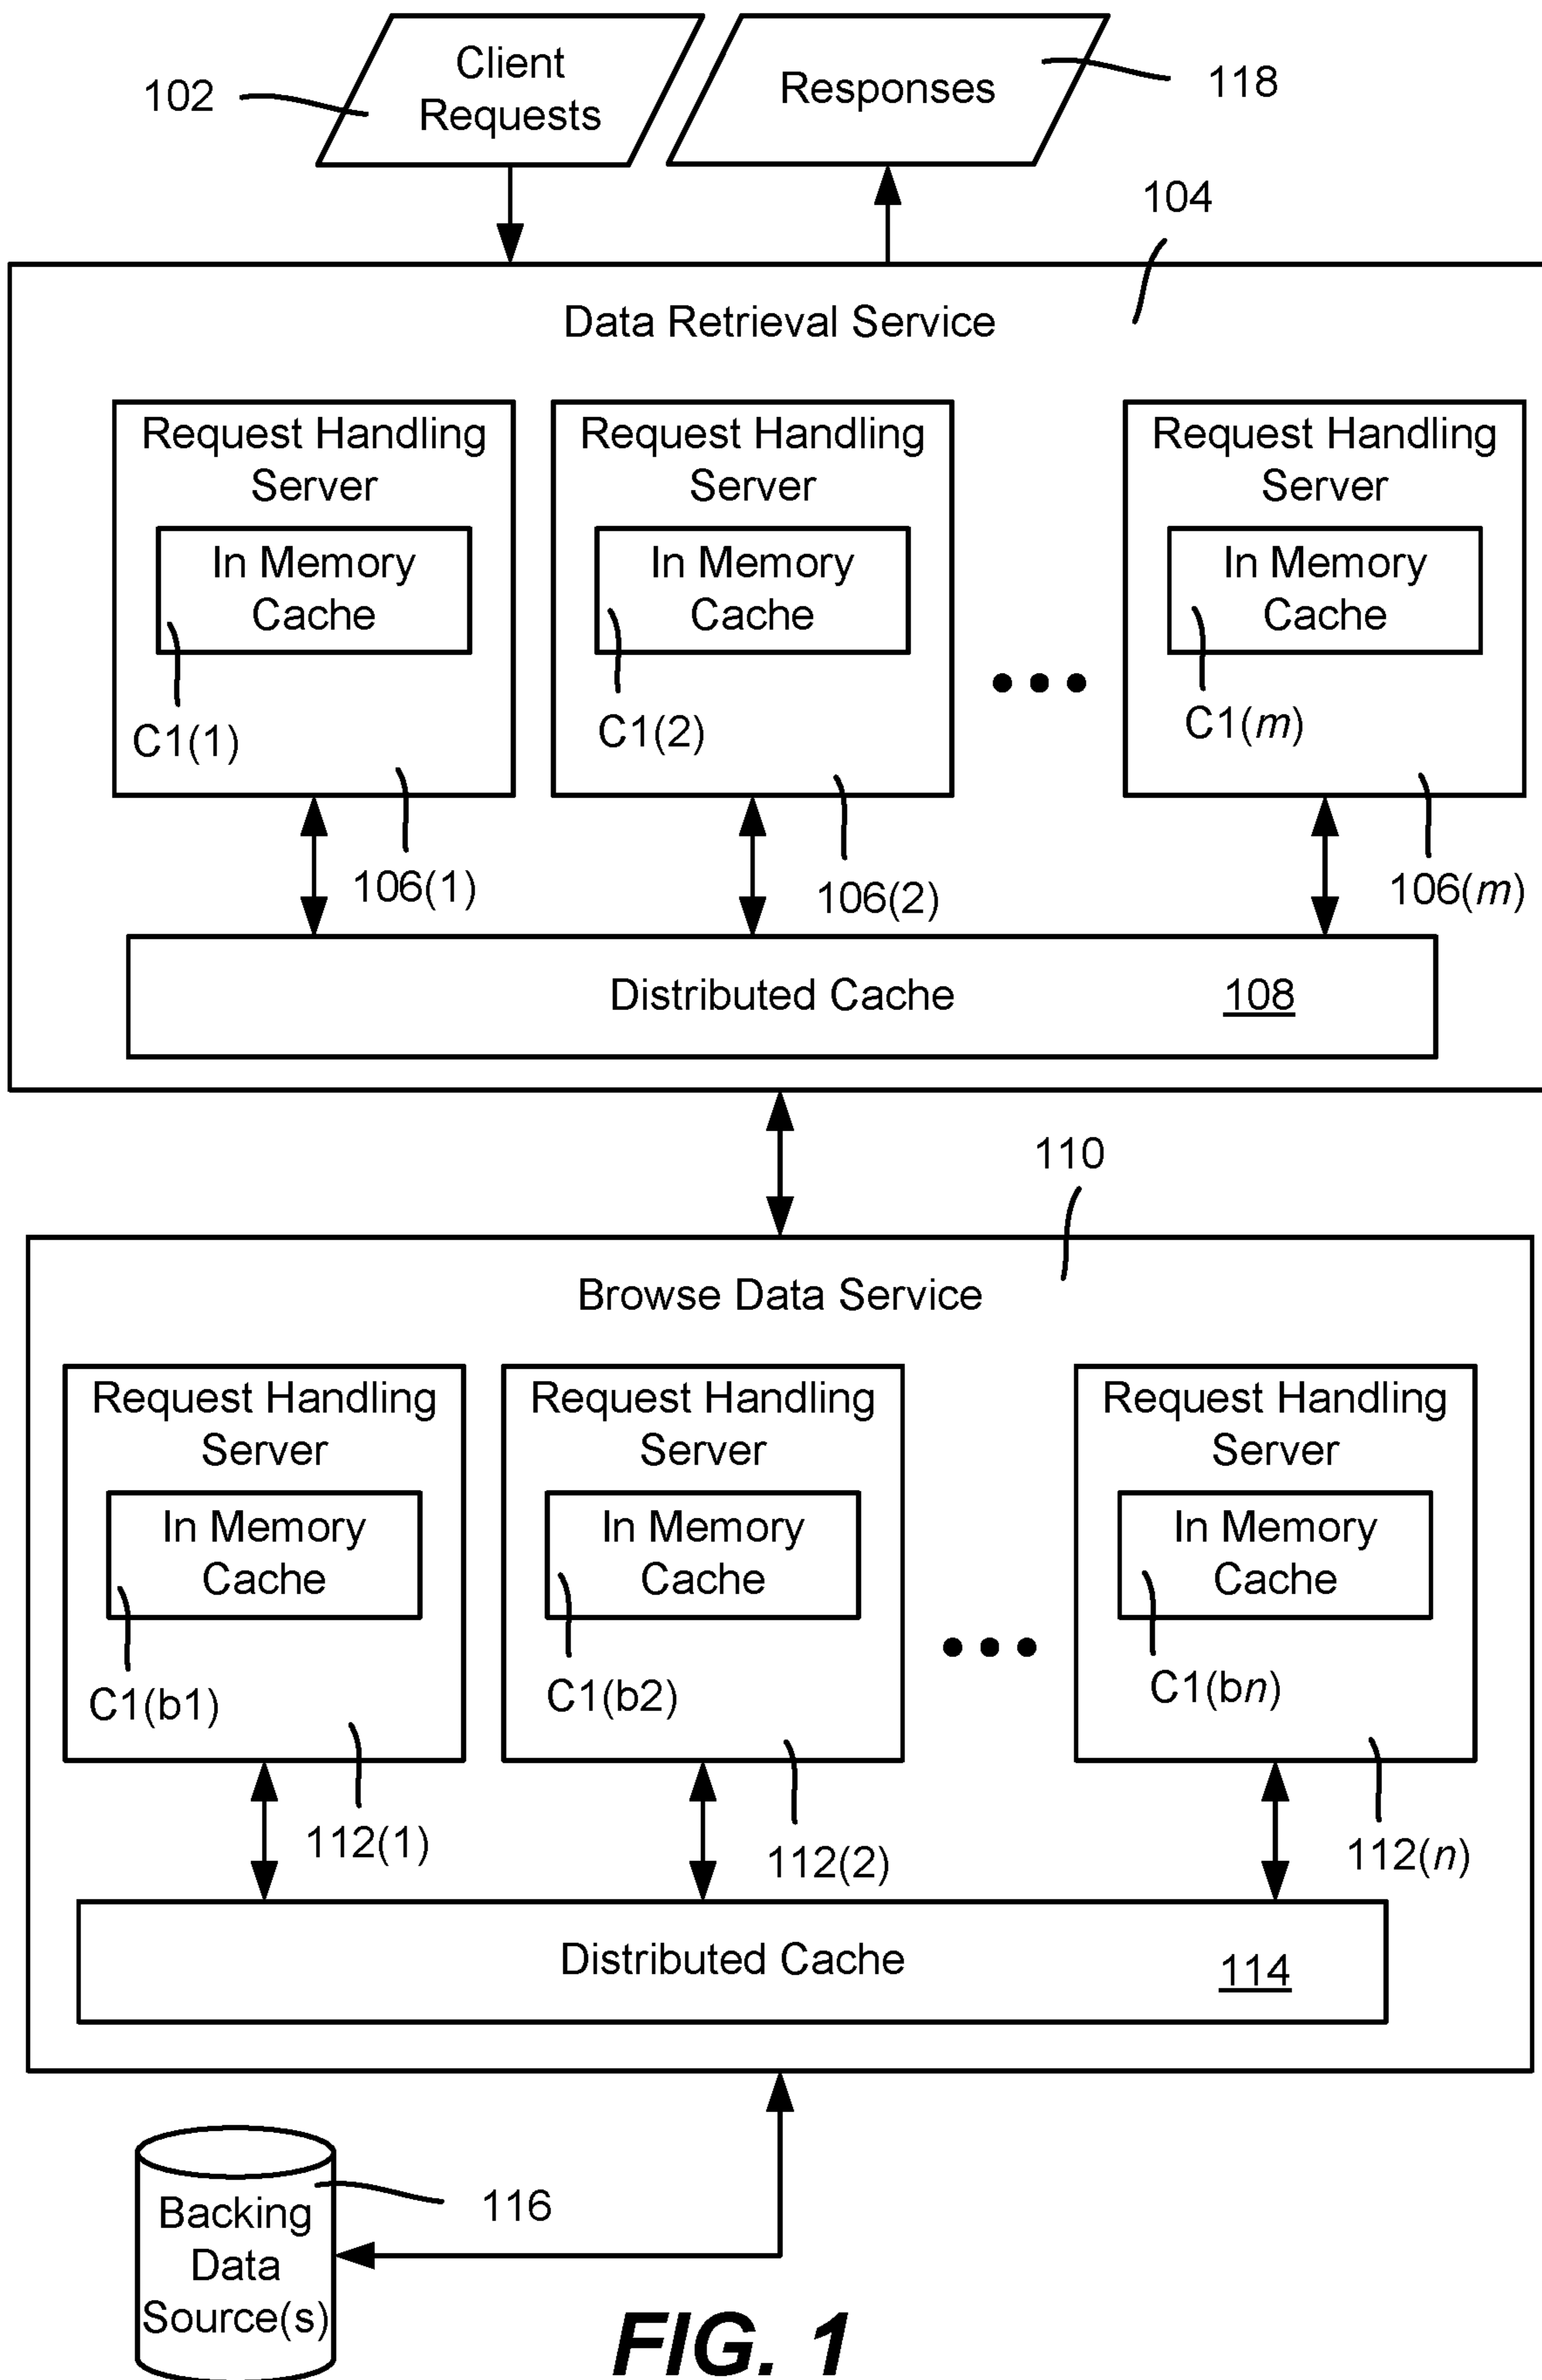 Client
Requests
102
Responses
118
104
Data Retrieval Service
Request Handling
Server
In Memory
Cache
C1(1)
106(1)
Request Handling
Server
In Memory
Cache
C1(2)
106(2)
Request Handling
Server
In Memory
Cache
C1(m)
106(m)
Distributed Cache
108
110
Browse Data Service
Request Handling
Server
In Memory
Cache
C1(b1)
112(1)
Request Handling
Server
In Memory
Cache
C1(b2)
112(2)
Request Handling
Server
In Memory
Cache
C1(bn)
112(n)
Distributed Cache
114
Backing
Data
Source(s)
116
FIG. 1